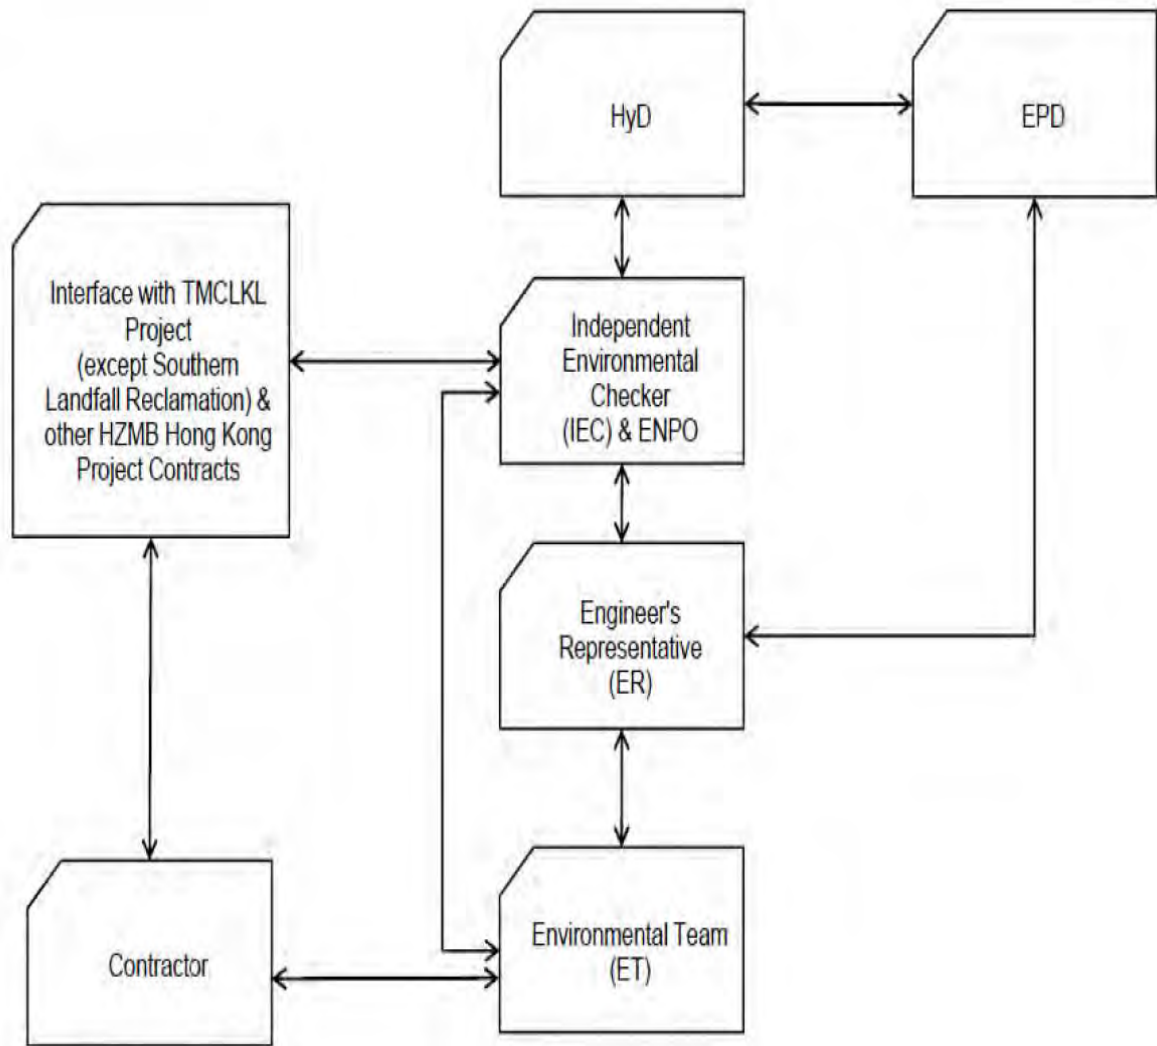 HyD
EPD
Interface with TMCLKL
Project
(except Southern
Landfall Reclamation) &
other HZMB Hong Kong
Project Contracts
Independent
Environmental
Checker
(IEC) & ENPO
Engineer's
Representative
(ER)
Contractor
Environmental Team
(ET)